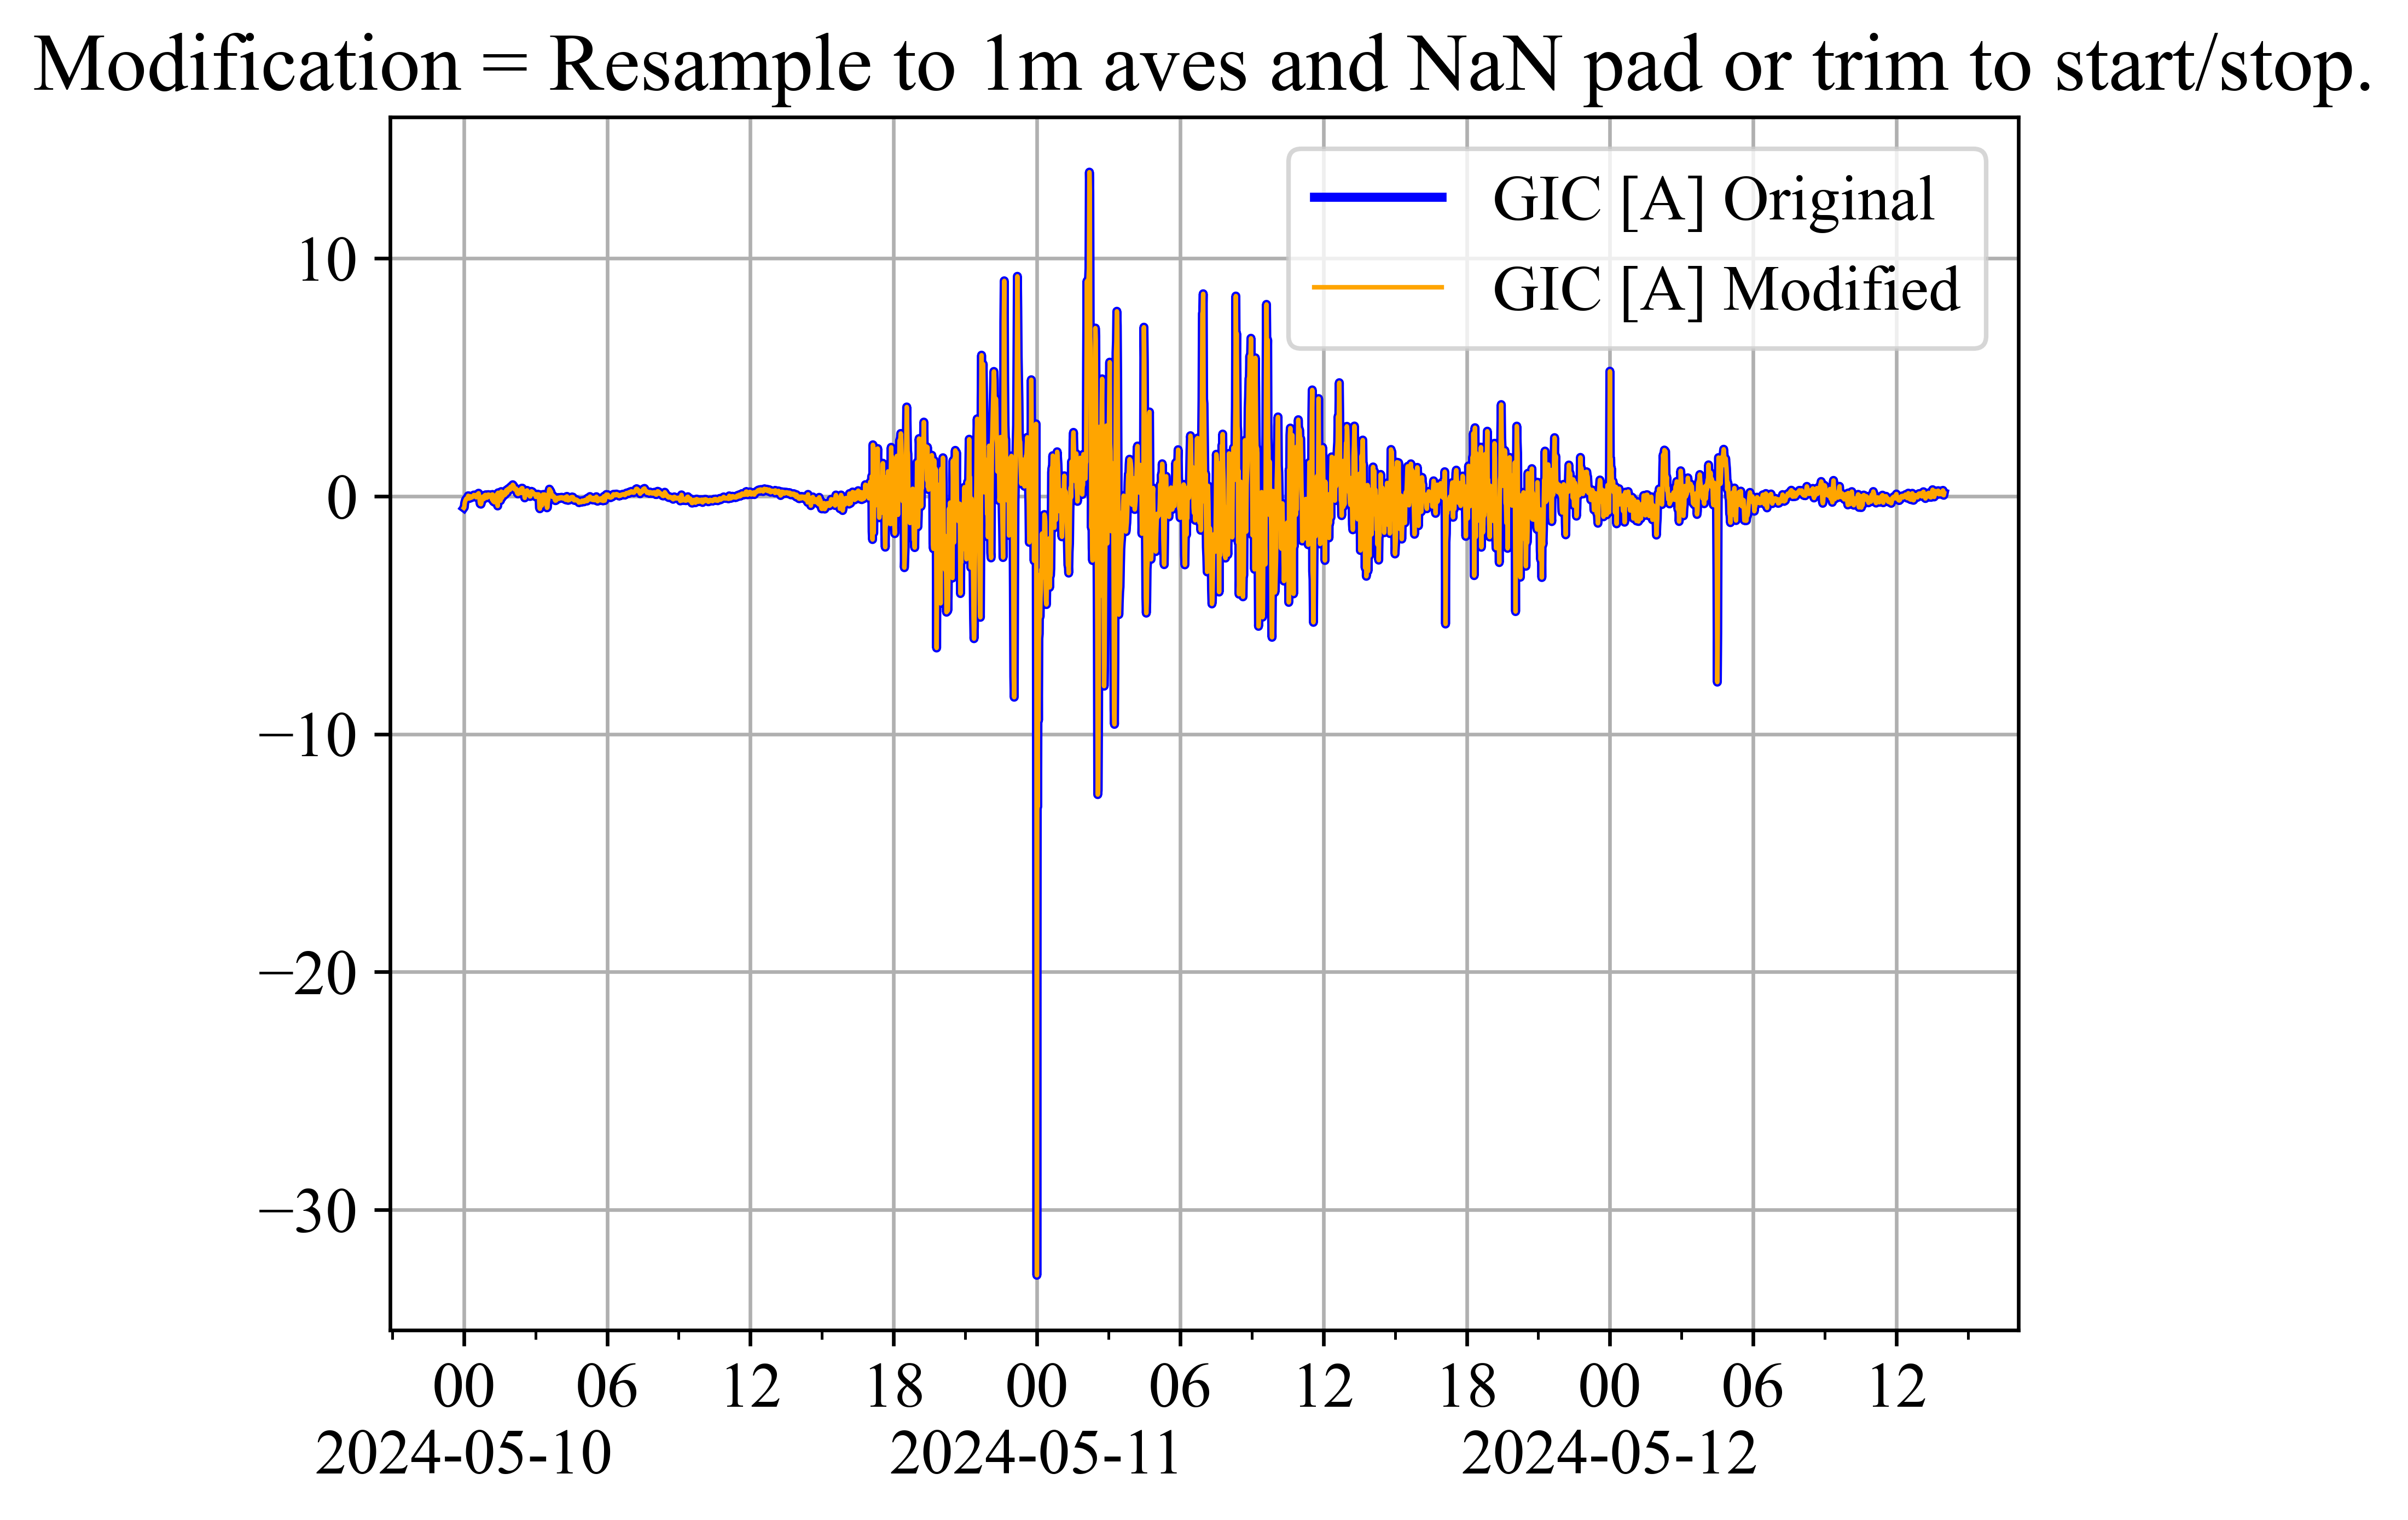 Modification = Resample to 1m aves and NaN pad or trim to start/stop.
GIC [A] Original
GIC [A] Modified
10
0
−10
−20
−30
00 06 12 18 00 06 12 18 00 06 12
2024-05-10 2024-05-11 2024-05-12